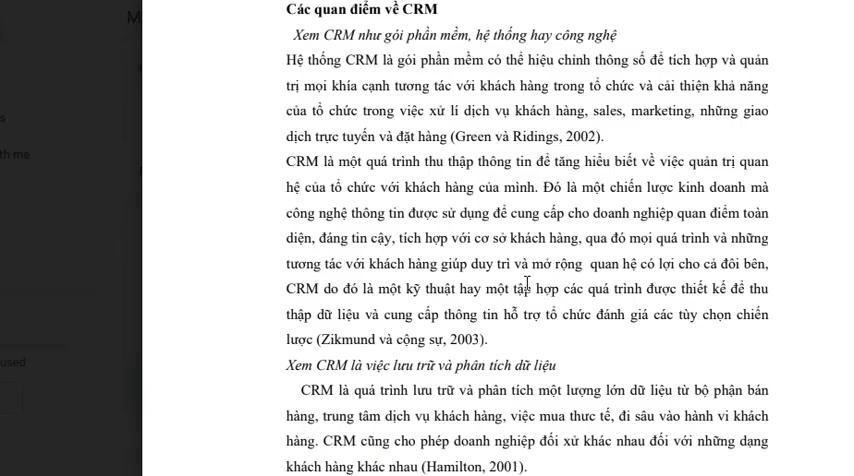 Các quan điểm về CRM
Xem CRM như gói phần mềm, hệ thống hay công nghệ
Hệ thống CRM là gói phần mềm có thể hiệu chỉnh thông số để tích hợp và quản
trị mọi khía cạnh tương tác với khách hàng trong tổ chức và cải thiện khả năng
của tổ chức trong việc xử lí dịch vụ khách hàng, sales, marketing, những giao
dịch trực tuyến và đặt hàng (Green và Ridings, 2002).
CRM là một quá trình thu thập thông tin để tăng hiểu biết về việc quản trị quan
hệ của tổ chức với khách hàng của mình. Đó là một chiến lược kinh doanh mà
công nghệ thông tin được sử dụng để cung cấp cho doanh nghiệp quan điểm toàn
diện, đáng tin cậy, tích hợp với cơ sở khách hàng, qua đó mọi quá trình và những
tương tác với khách hàng giúp duy trì và mở rộng quan hệ có lợi cho cả đôi bên,
CRM do đó là một kỹ thuật hay một tập hợp các quá trình được thiết kế để thu
thập dữ liệu và cung cấp thông tin hỗ trợ tổ chức đánh giá các tùy chọn chiến
lược (Zikmund và cộng sự, 2003).
Xem CRM là việc lưu trữ và phân tích dữ liệu
CRM là quá trình lưu trữ và phân tích một lượng lớn dữ liệu từ bộ phận bán
hàng, trung tâm dịch vụ khách hàng, việc mua thưc tế, đi sâu vào hành vi khách
hàng. CRM cũng cho phép doanh nghiệp đối xử khác nhau đối với những dạng
khách hàng khác nhau (Hamilton, 2001).
M
s
th me
used